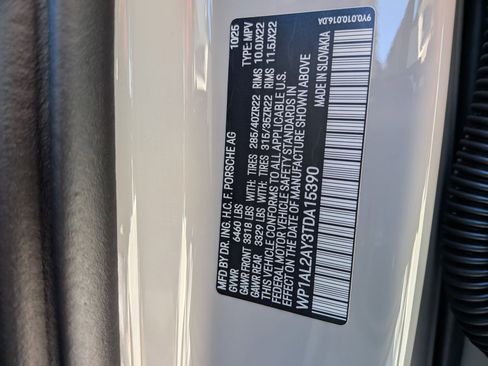 MFD BY DR. ING. H.C. F. PORSCHE AG 10/25
GVWR 6460 LBS TYPE: MPV
GAWR FRONT 3318 LBS WITH: TIRES 285/40ZR22 RIMS 10.0JX22
GAWR REAR 3329 LBS WITH: TIRES 315/35ZR22 RIMS 11.5JX22
THIS VEHICLE CONFORMS TO ALL APPLICABLE U.S.
FEDERAL MOTOR VEHICLE SAFETY STANDARDS IN
EFFECT ON THE DATE OF MANUFACTURE SHOWN ABOVE
WP1AL2AY3TDA15390
MADE IN SLOVAKIA
9Y0.010.016.DA